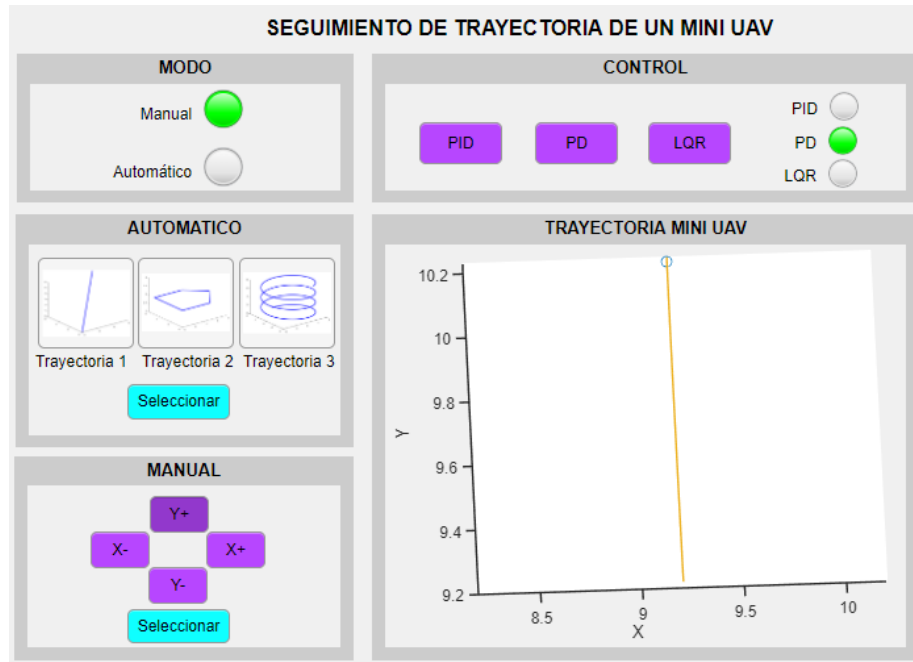 SEGUIMIENTO DE TRAYECTORIA DE UN MINI UAV
MODO
Manual
Automático
CONTROL
PID
PD
LQR
PID
PD
LQR
AUTOMATICO
Trayectoria 1
Trayectoria 2
Trayectoria 3
Seleccionar
MANUAL
Y+
X-
X+
Y-
Seleccionar
TRAYECTORIA MINI UAV
10.2
10
9.8
9.6
9.4
9.2
Y
8.5
9
9.5
10
X